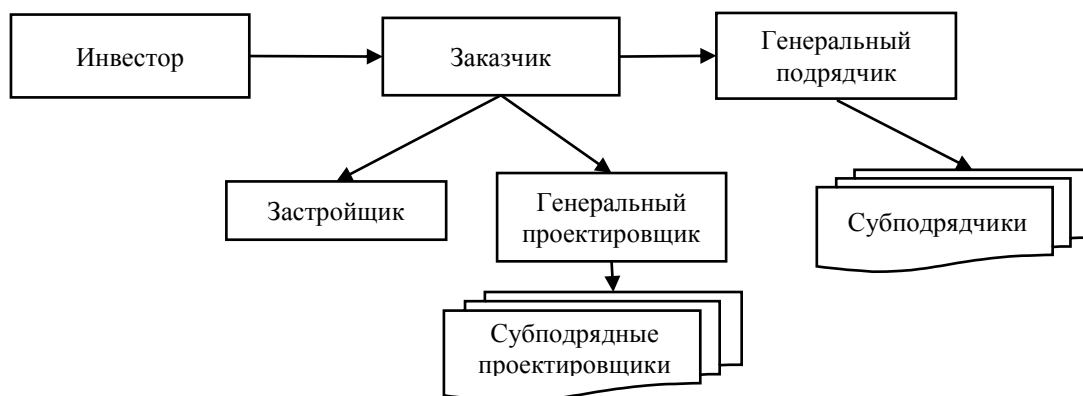 Инвестор
Заказчик
Генеральный
подрядчик
Застройщик
Генеральный
проектировщик
Субподрядчики
Субподрядные
проектировщики